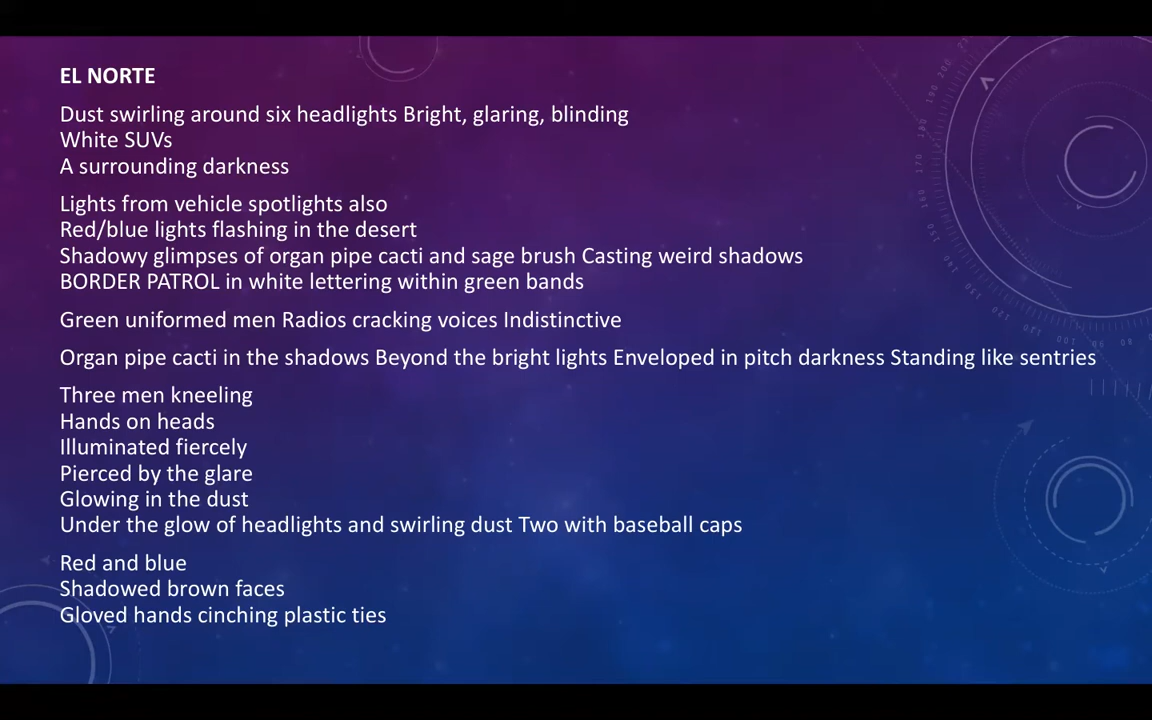 EL NORTE
Dust swirling around six headlights Bright, glaring, blinding
White SUVs
A surrounding darkness
Lights from vehicle spotlights also
Red/blue lights flashing in the desert
Shadowy glimpses of organ pipe cacti and sage brush Casting weird shadows
BORDER PATROL in white lettering within green bands
Green uniformed men Radios cracking voices Indistinctive
Organ pipe cacti in the shadows Beyond the bright lights Enveloped in pitch darkness Standing like sentries
Three men kneeling
Hands on heads
Illuminated fiercely
Pierced by the glare
Glowing in the dust
Under the glow of headlights and swirling dust Two with baseball caps
Red and blue
Shadowed brown faces
Gloved hands cinching plastic ties